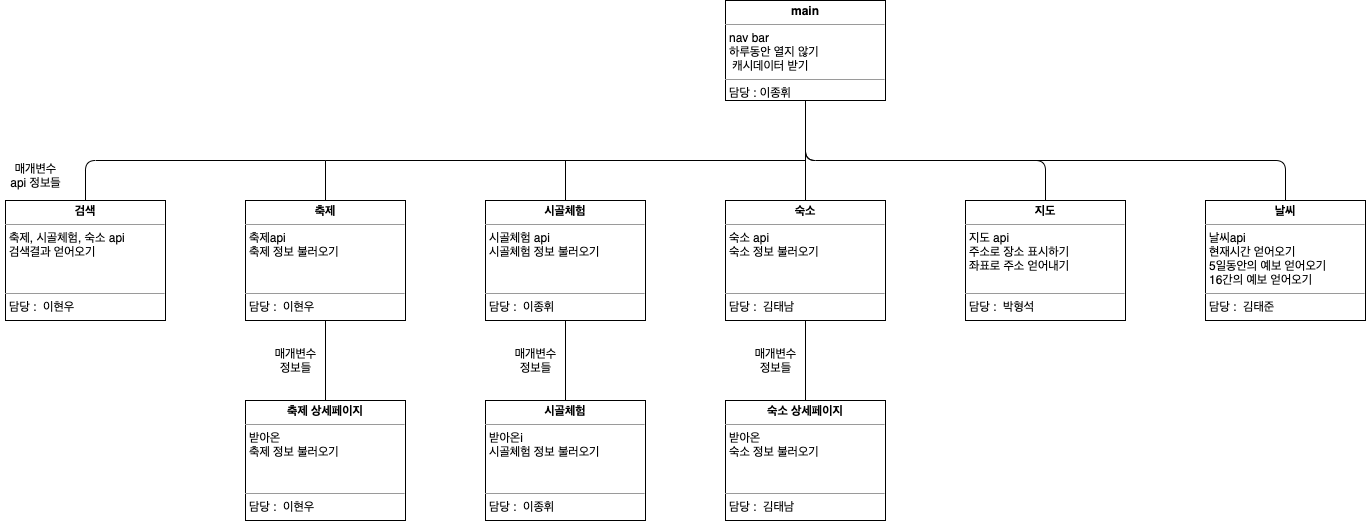 main
nav bar
하루동안 열지 않기
캐시데이터 받기
담당 : 이종휘
매개변수
api 정보들
검색
축제, 시골체험, 숙소 api
검색결과 얻어오기
담당 : 이현우
축제
축제api
축제 정보 불러오기
담당 : 이현우
시골체험
시골체험 api
시골체험 정보 불러오기
담당 : 이종휘
숙소
숙소 api
숙소 정보 불러오기
담당 : 김태남
지도
지도 api
주소로 장소 표시하기
좌표로 주소 얻어내기
담당 : 박형석
날씨
날씨api
현재시간 얻어오기
5일동안의 예보 얻어오기
16간의 예보 얻어오기
담당 : 김태준
매개변수
정보들
매개변수
정보들
매개변수
정보들
축제 상세페이지
받아온
축제 정보 불러오기
담당 : 이현우
시골체험
받아온i
시골체험 정보 불러오기
담당 : 이종휘
숙소 상세페이지
받아온
숙소 정보 불러오기
담당 : 김태남